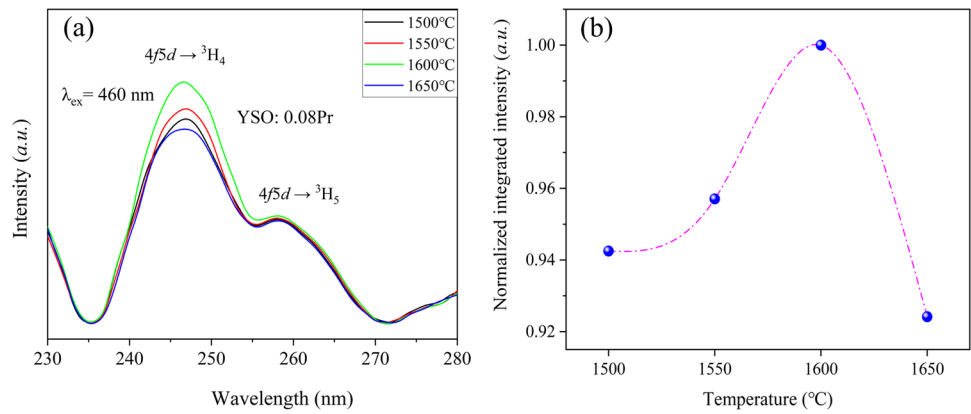 (a)
1500℃
1550℃
1600℃
1650℃
4f5d → ³H₄
λₑₓ= 460 nm
YSO: 0.08Pr
4f5d → ³H₅
Intensity (a.u.)
230 240 250 260 270 280
Wavelength (nm)
(b)
Normalized integrated intensity (a.u.)
1.00
0.98
0.96
0.94
0.92
1500 1550 1600 1650
Temperature (℃)